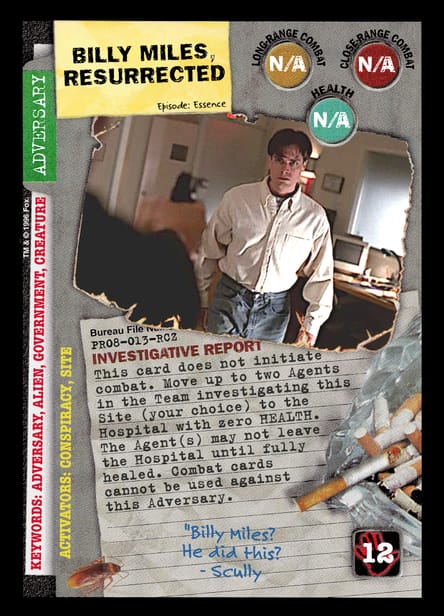 BILLY MILES,
RESURRECTED
Episode: Essence
LONG-RANGE COMBAT
N/A
CLOSE-RANGE COMBAT
N/A
HEALTH
N/A
ADVERSARY
TM & © 1996 Fox.
KEYWORDS: ADVERSARY, ALIEN, GOVERNMENT, CREATURE
ACTIVATORS: CONSPIRACY, SITE
Bureau File
PR08-013-RCZ
INVESTIGATIVE REPORT
This card does not initiate
combat. Move up to two Agents
in the Team investigating this
Site (your choice) to the
Hospital with zero HEALTH.
The Agent(s) may not leave
the Hospital until fully
healed. Combat cards
cannot be used against
this Adversary.
"Billy Miles?
He did this?
- Scully
12